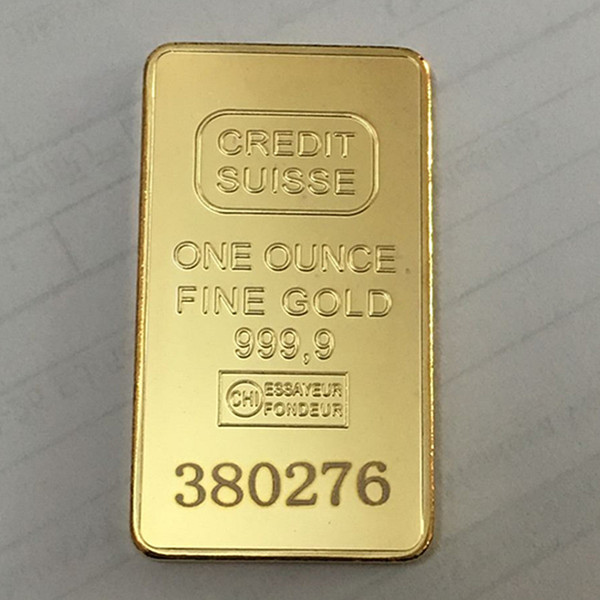 CREDIT
SUISSE
ONE OUNCE
FINE GOLD
999,9
CHI ESSAYEUR
FONDEUR
380276